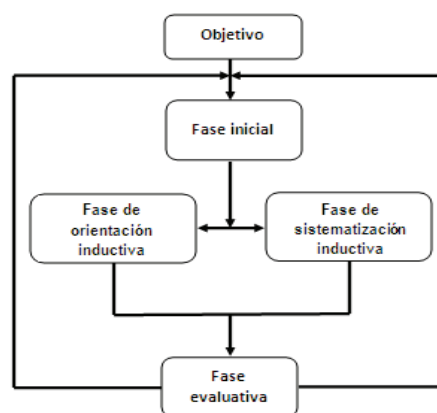 Objetivo
Fase inicial
Fase de
orientación
inductiva
Fase de
sistematización
inductiva
Fase
evaluativa